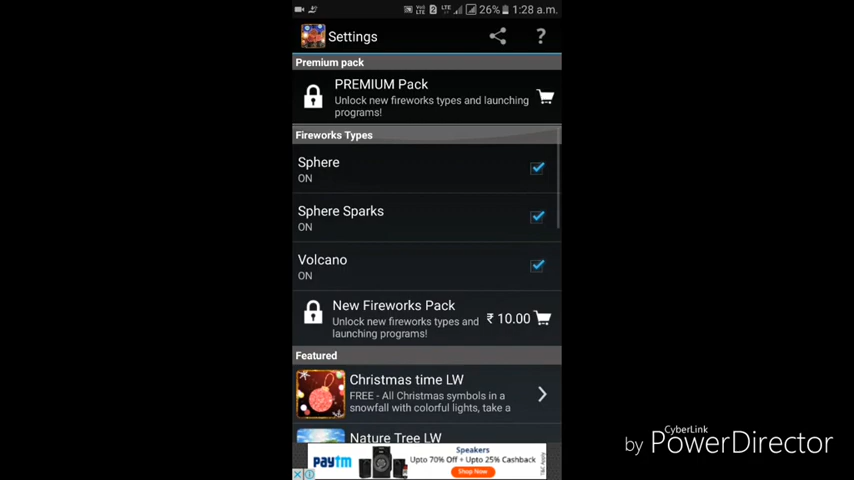 26% 1:28 a.m.
Settings
?
Premium pack
PREMIUM Pack
Unlock new fireworks types and launching
programs!
Fireworks Types
Sphere
ON
Sphere Sparks
ON
Volcano
ON
New Fireworks Pack
Unlock new fireworks types and
launching programs!
₹ 10.00
Featured
Christmas time LW
FREE - All Christmas symbols in a
snowfall with colorful lights, take a
Nature Tree LW
paytm
Speakers
Upto 70% Off + Upto 25% Cashback
Shop Now
CyberLink
by PowerDirector